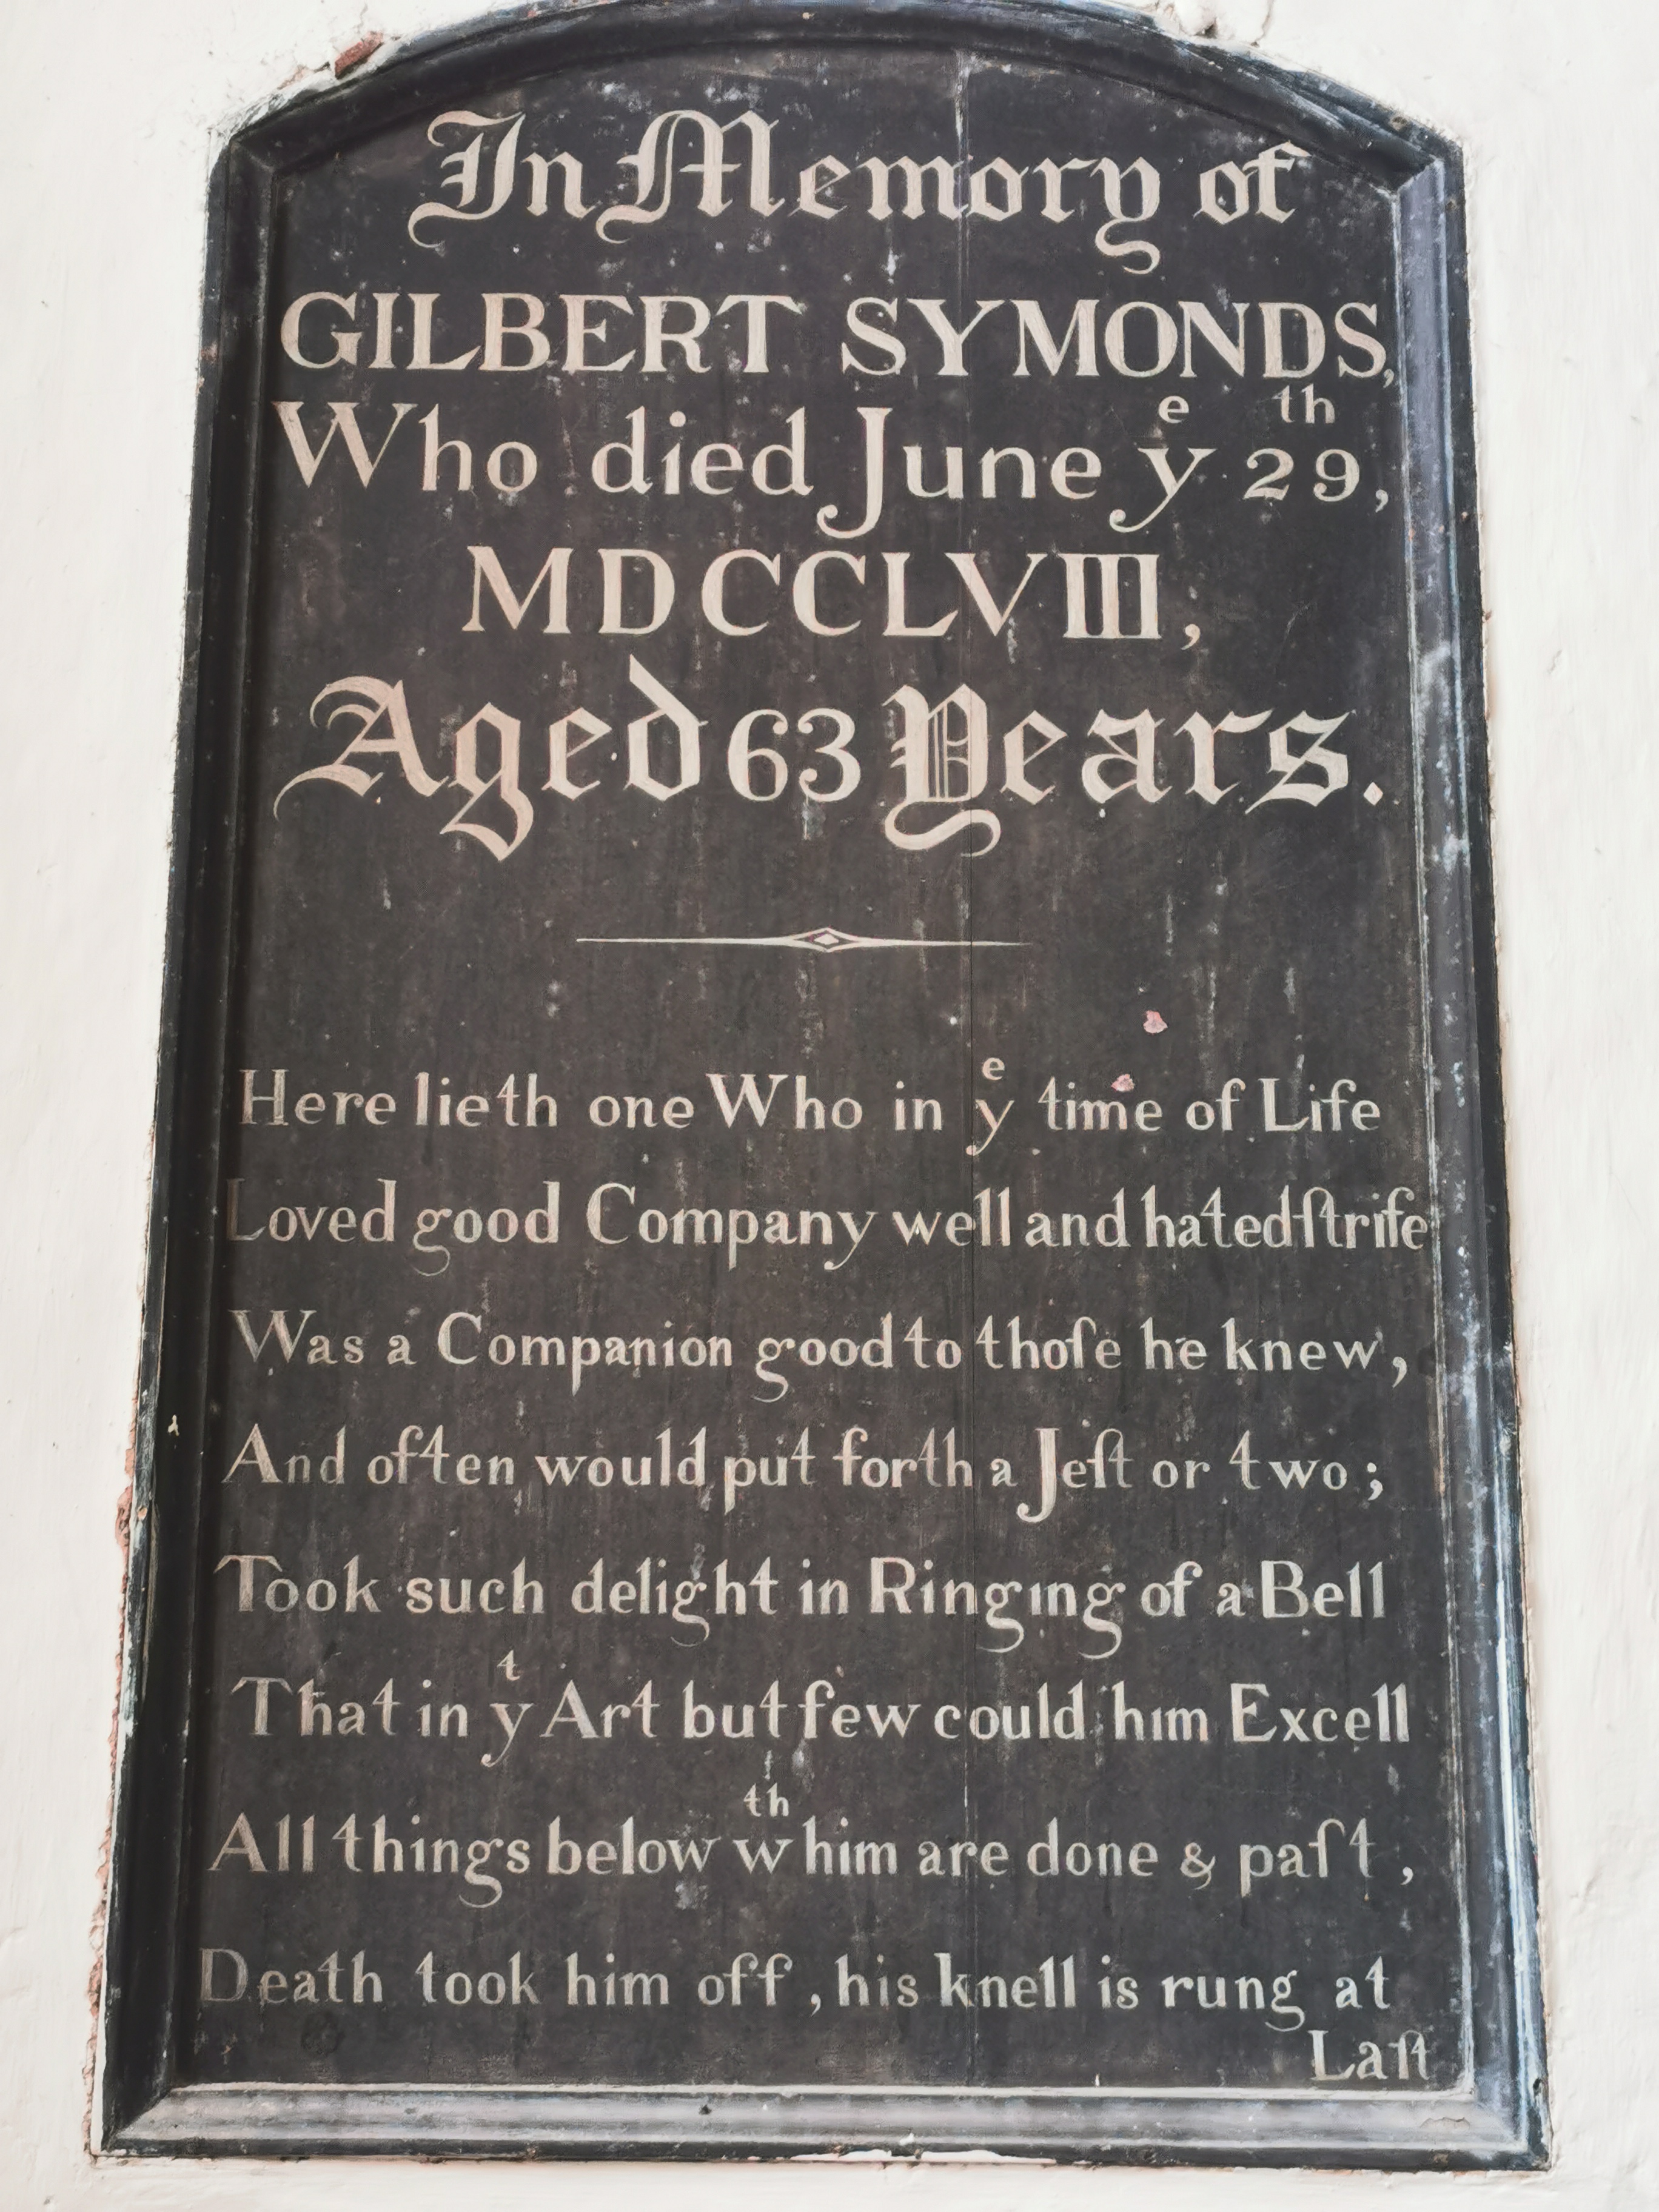 In Memory of
GILBERT SYMONDS,
Who died June yᵉ 29ᵗʰ,
MDCCLVIII,
Aged 63 Years.
Here lieth one Who in yᵉ time of Life
Loved good Company well and hated ſtrife
Was a Companion good to thoſe he knew,
And often would put forth a Jeſt or two;
Took such delight in Ringing of a Bell
That in yᵗ Art but few could him Excell
All things below wᵗʰ him are done & paſt,
Death took him off, his knell is rung at
Laſt